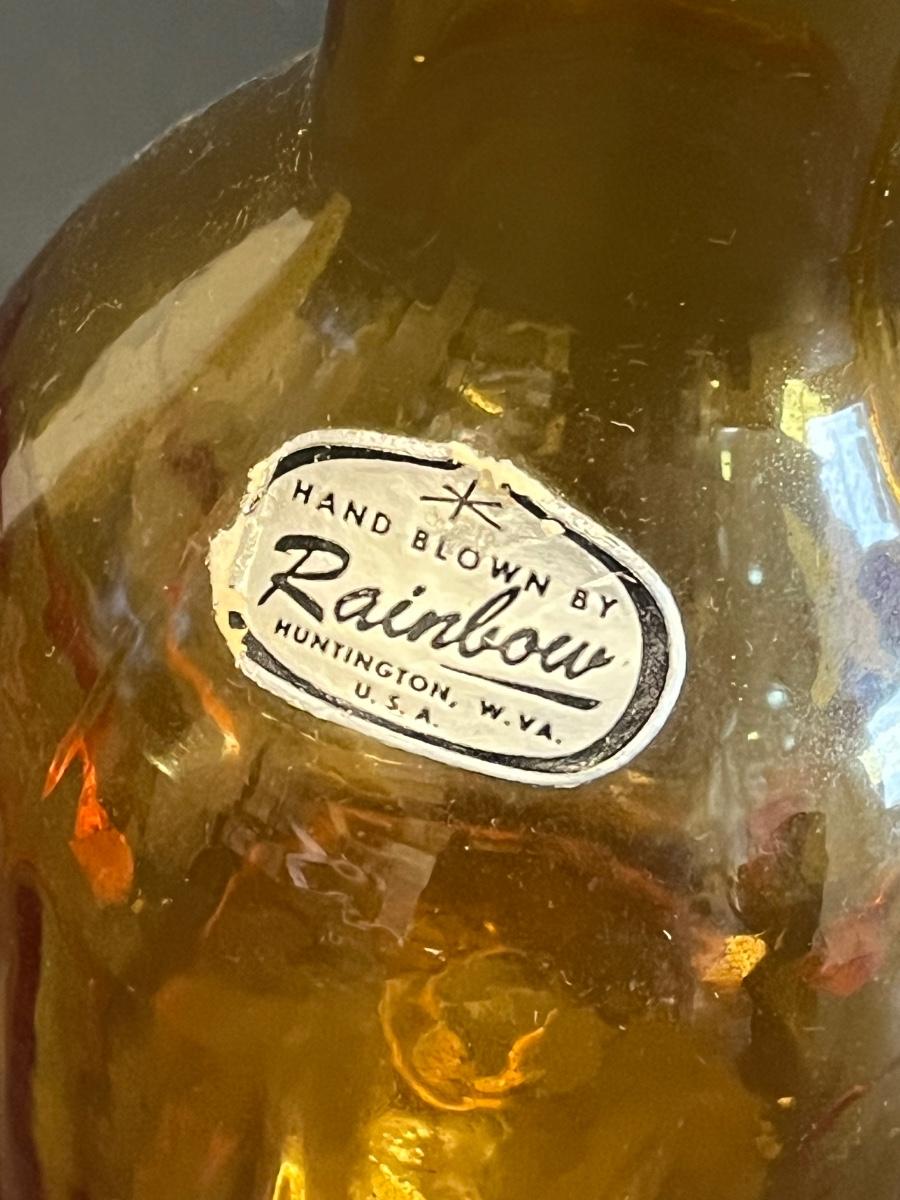 HAND BLOWN BY
Rainbow
HUNTINGTON, W.VA.
U.S.A.